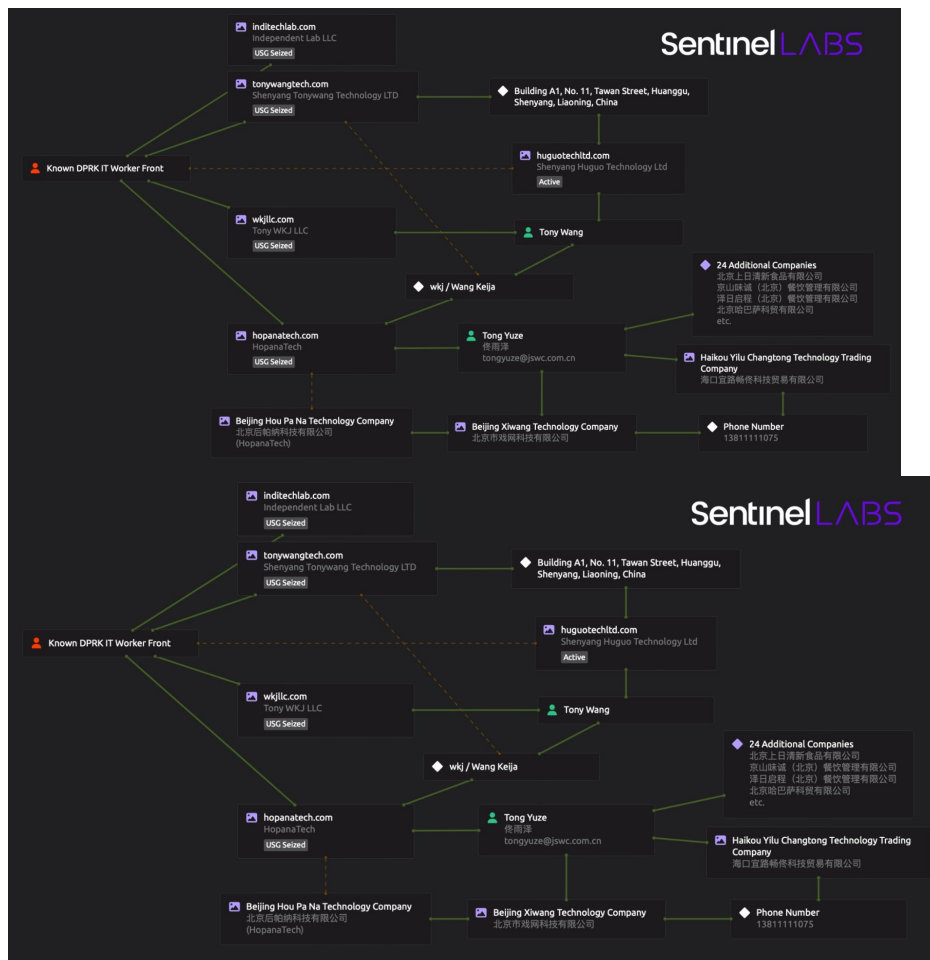 Sentinel LABS
inditechlab.com
Independent Lab LLC
USG Seized
tonywangtech.com
Shenyang Tonywang Technology LTD
USG Seized
Building A1, No. 11, Tawan Street, Huanggu,
Shenyang, Liaoning, China
huguotechltd.com
Shenyang Huguo Technology Ltd
Active
Known DPRK IT Worker Front
wkjllc.com
Tony WKJ LLC
USG Seized
Tony Wang
wkj / Wang Keija
24 Additional Companies
北京上日清新食品有限公司
京山味诚（北京）餐饮管理有限公司
泽日启程（北京）餐饮管理有限公司
北京哈巴萨科贸有限公司
etc.
hopanatech.com
HopanaTech
USG Seized
Tong Yuze
佟雨泽
tongyuze@jswc.com.cn
Haikou Yilu Changtong Technology Trading
Company
海口宜路畅佟科技贸易有限公司
Beijing Hou Pa Na Technology Company
北京后帕纳科技有限公司
(HopanaTech)
Beijing Xiwang Technology Company
北京市戏网科技有限公司
Phone Number
13811111075
Sentinel LABS
inditechlab.com
Independent Lab LLC
USG Seized
tonywangtech.com
Shenyang Tonywang Technology LTD
USG Seized
Building A1, No. 11, Tawan Street, Huanggu,
Shenyang, Liaoning, China
huguotechltd.com
Shenyang Huguo Technology Ltd
Active
Known DPRK IT Worker Front
wkjllc.com
Tony WKJ LLC
USG Seized
Tony Wang
wkj / Wang Keija
24 Additional Companies
北京上日清新食品有限公司
京山味诚（北京）餐饮管理有限公司
泽日启程（北京）餐饮管理有限公司
北京哈巴萨科贸有限公司
etc.
hopanatech.com
HopanaTech
USG Seized
Tong Yuze
佟雨泽
tongyuze@jswc.com.cn
Haikou Yilu Changtong Technology Trading
Company
海口宜路畅佟科技贸易有限公司
Beijing Hou Pa Na Technology Company
北京后帕纳科技有限公司
(HopanaTech)
Beijing Xiwang Technology Company
北京市戏网科技有限公司
Phone Number
13811111075